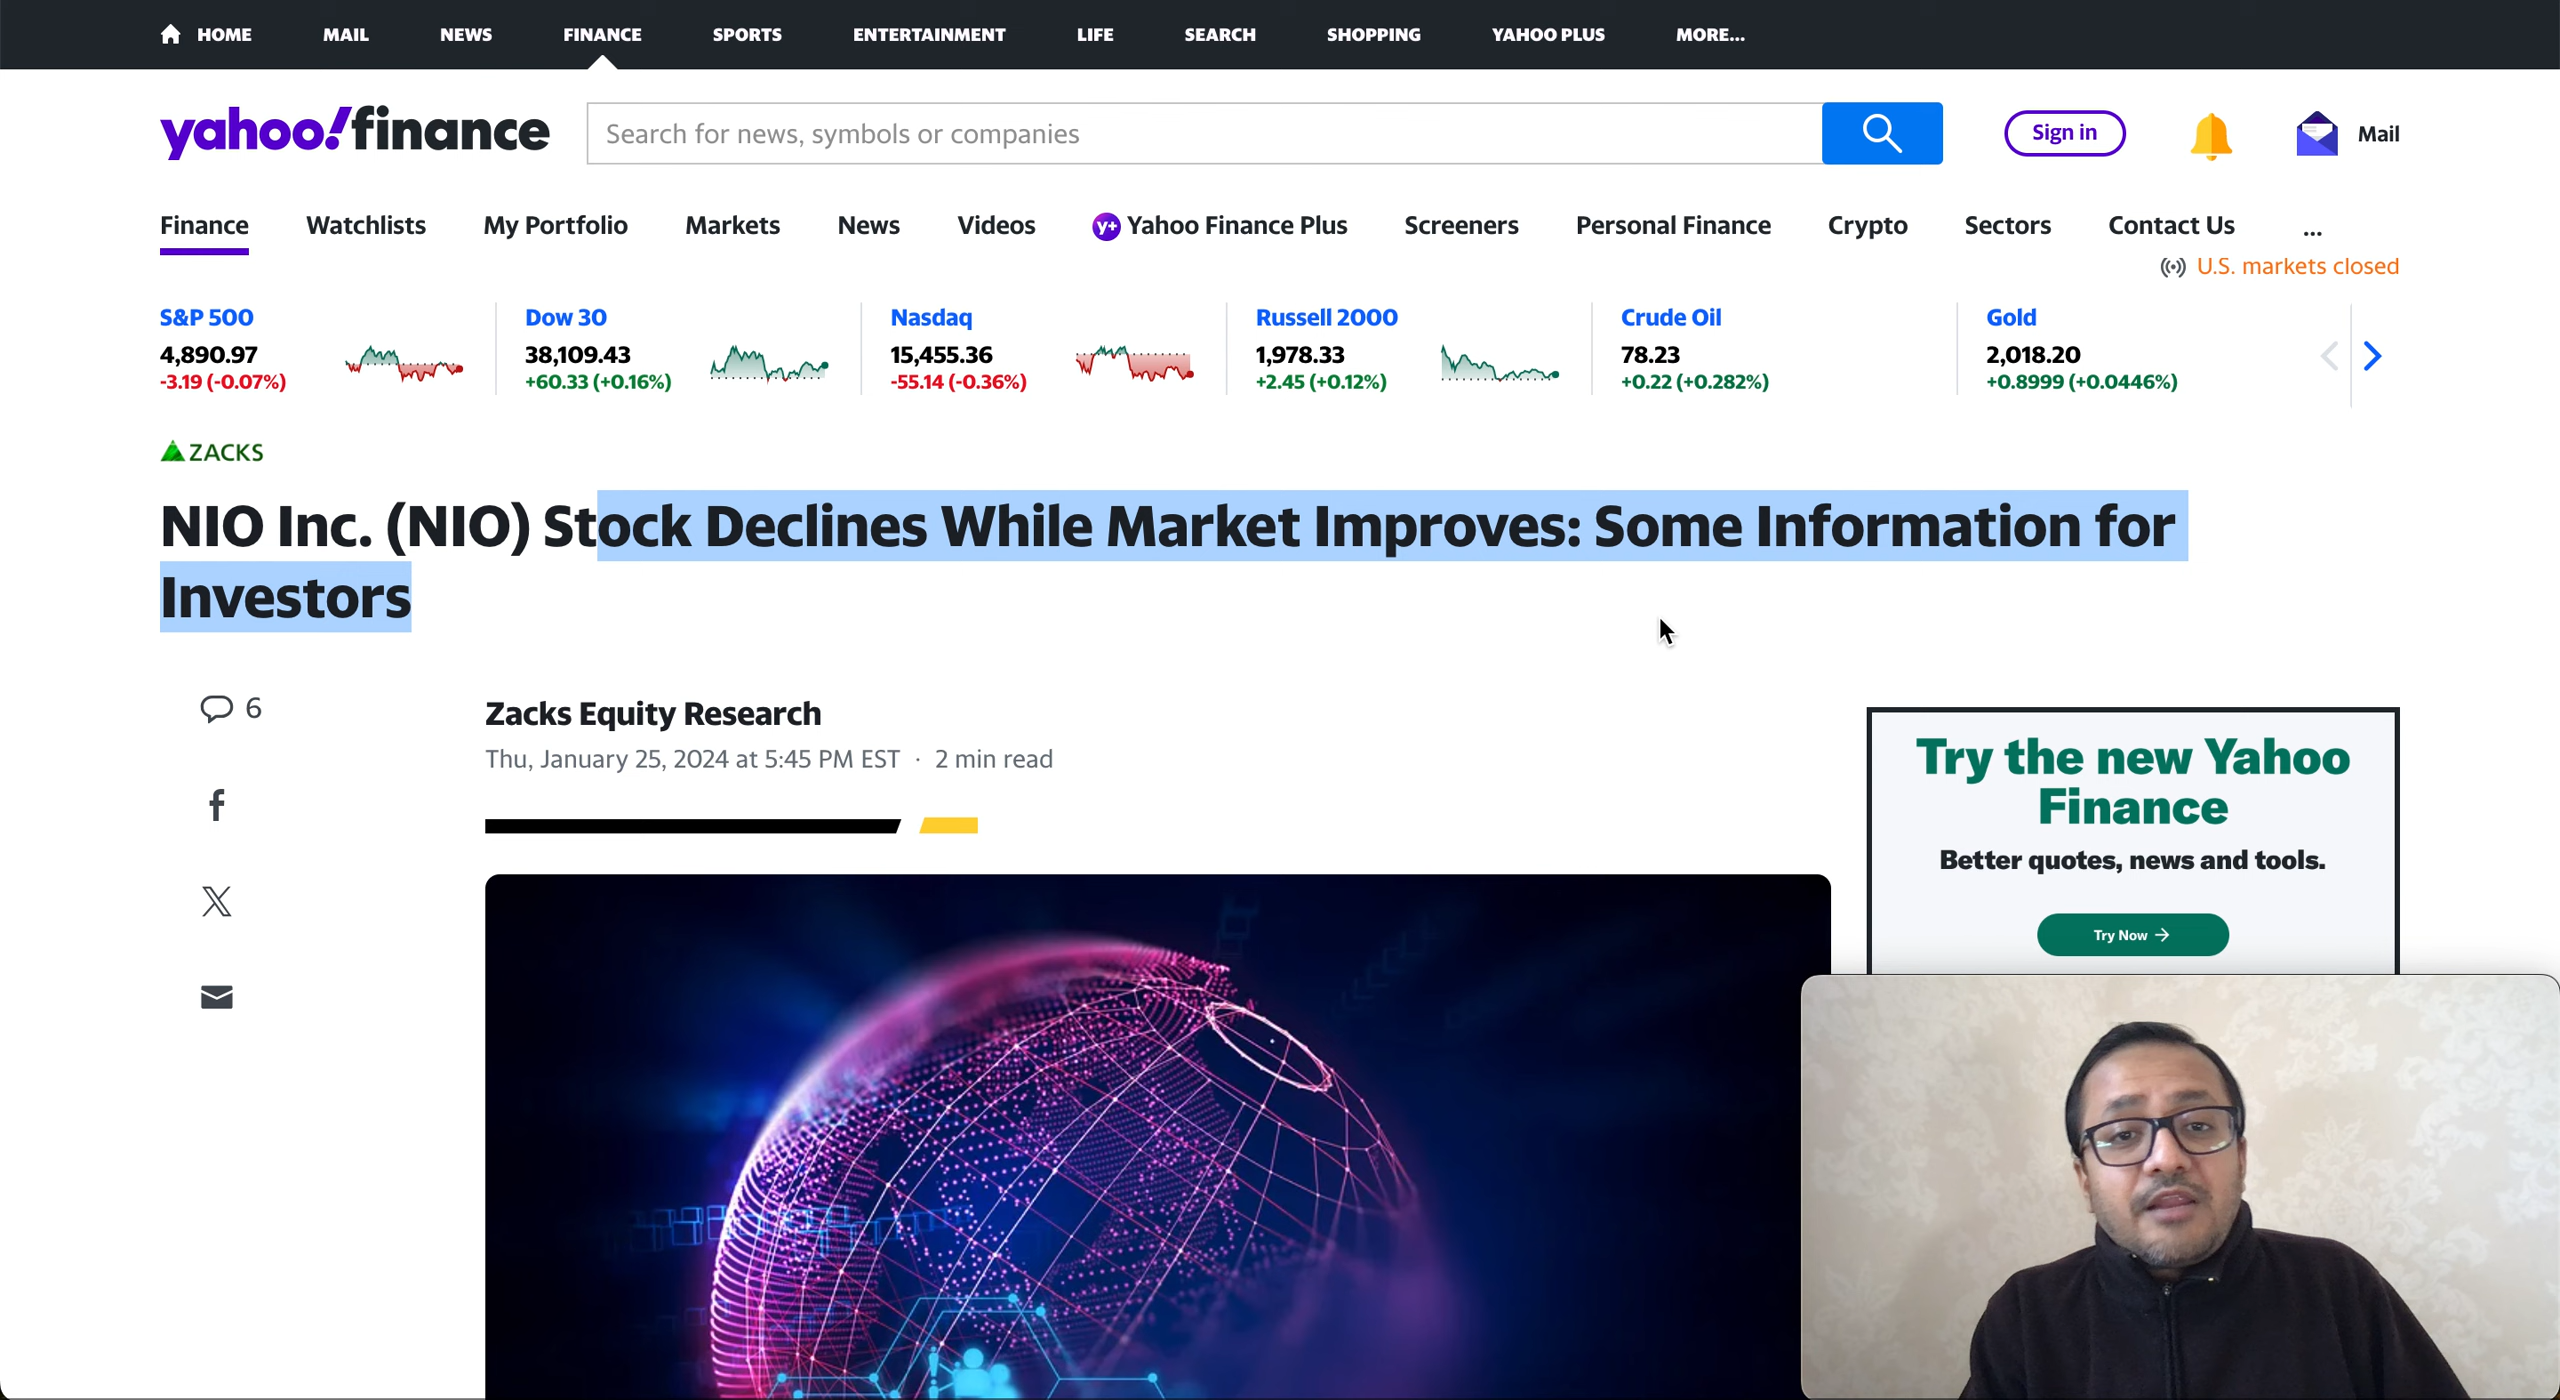 HOME MAIL NEWS FINANCE SPORTS ENTERTAINMENT LIFE SEARCH SHOPPING YAHOO PLUS MORE...
yahoo!finance
Search for news, symbols or companies
Sign in
Mail
Finance Watchlists My Portfolio Markets News Videos y+ Yahoo Finance Plus Screeners Personal Finance Crypto Sectors Contact Us ...
U.S. markets closed
S&P 500
4,890.97
-3.19 (-0.07%)
Dow 30
38,109.43
+60.33 (+0.16%)
Nasdaq
15,455.36
-55.14 (-0.36%)
Russell 2000
1,978.33
+2.45 (+0.12%)
Crude Oil
78.23
+0.22 (+0.282%)
Gold
2,018.20
+0.8999 (+0.0446%)
ZACKS
NIO Inc. (NIO) Stock Declines While Market Improves: Some Information for
Investors
6
Zacks Equity Research
Thu, January 25, 2024 at 5:45 PM EST · 2 min read
Try the new Yahoo
Finance
Better quotes, news and tools.
Try Now →